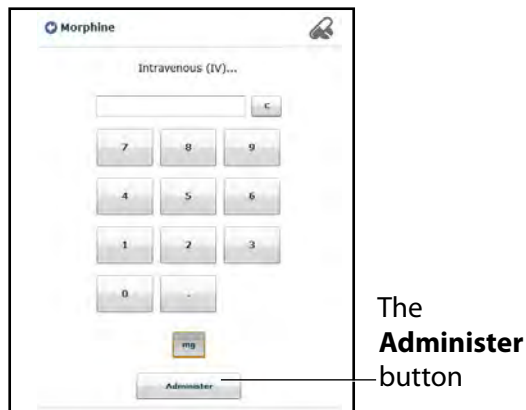 Morphine
Intravenous (IV)...
c
7 8 9
4 5 6
1 2 3
0 .
mg
Administer
The
Administer
button